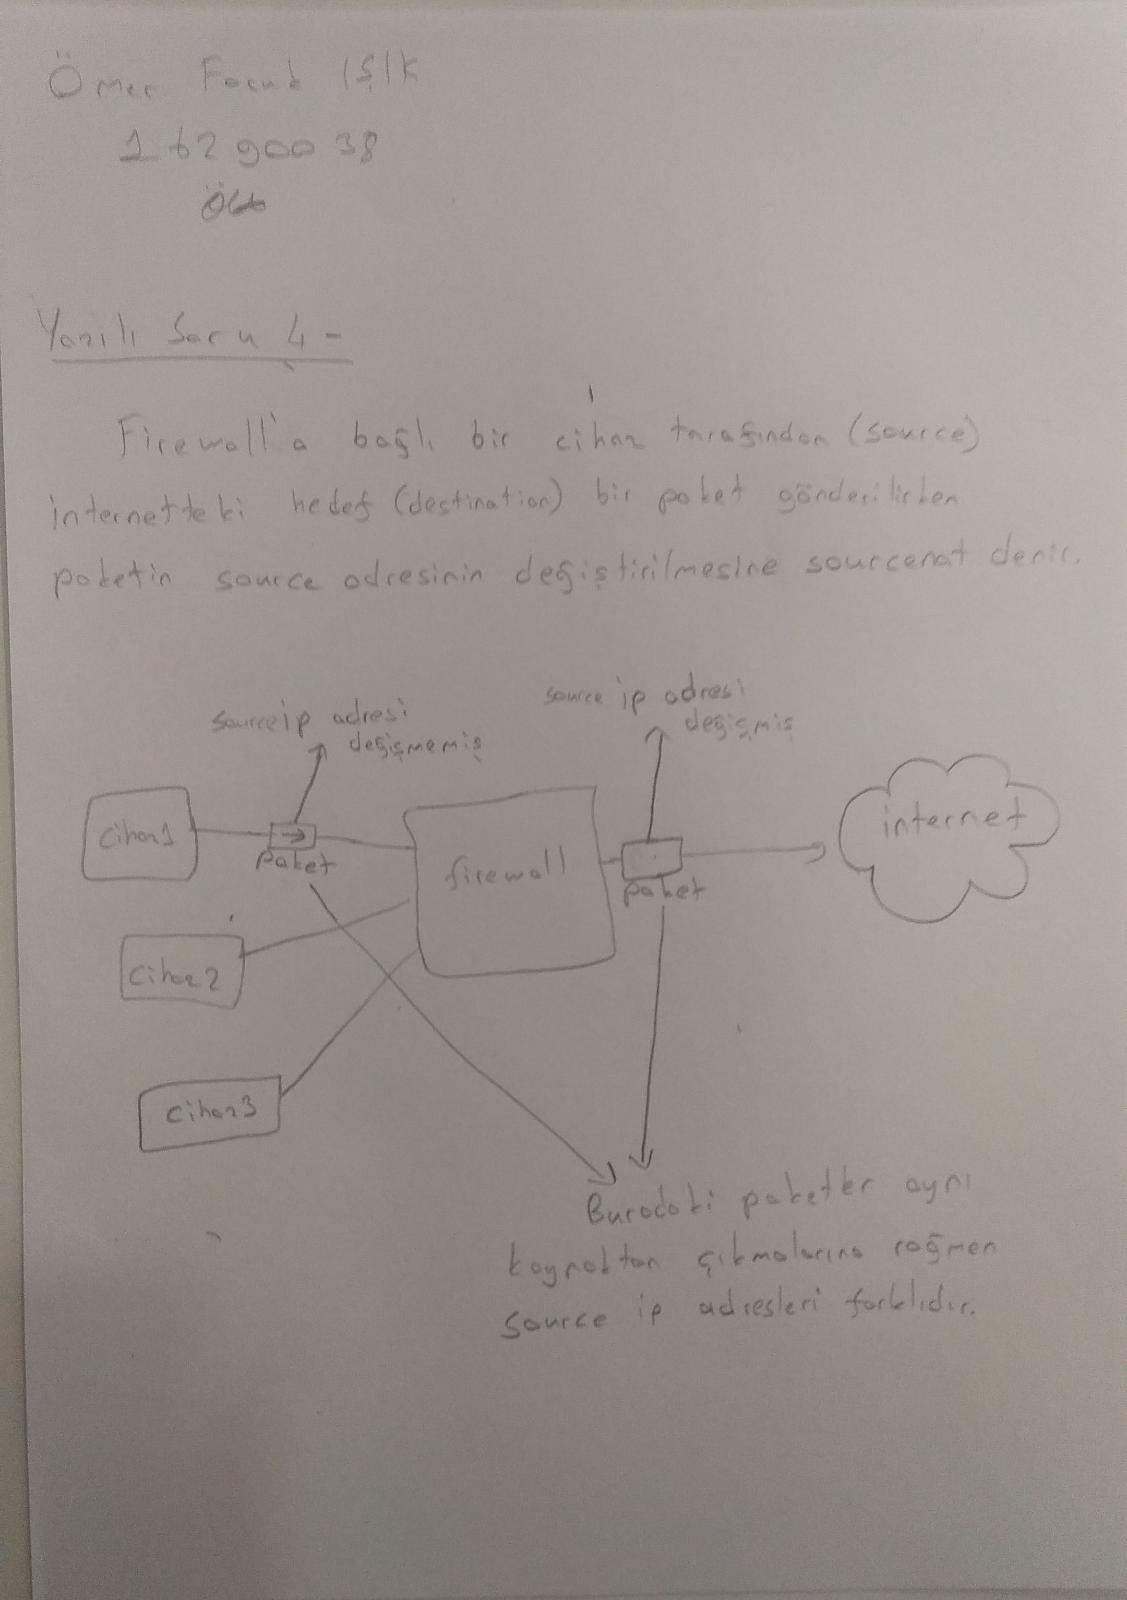 Ömer Faruk IŞIK
162900 38
Yazılı Soru 4 -
Firewall'a bağlı bir cihaz tarafından (source)
internetteki hedef (destination) bir paket gönderilirken
paketin source adresinin değiştirilmesine sourcenat denir.
source ip adresi
değişmemiş
source ip adresi
değişmiş
cihaz1
paket
firewall
paket
internet
cihaz2
cihaz3
Buradaki paketler aynı
kaynaktan çıkmalarına rağmen
source ip adresleri farklıdır.